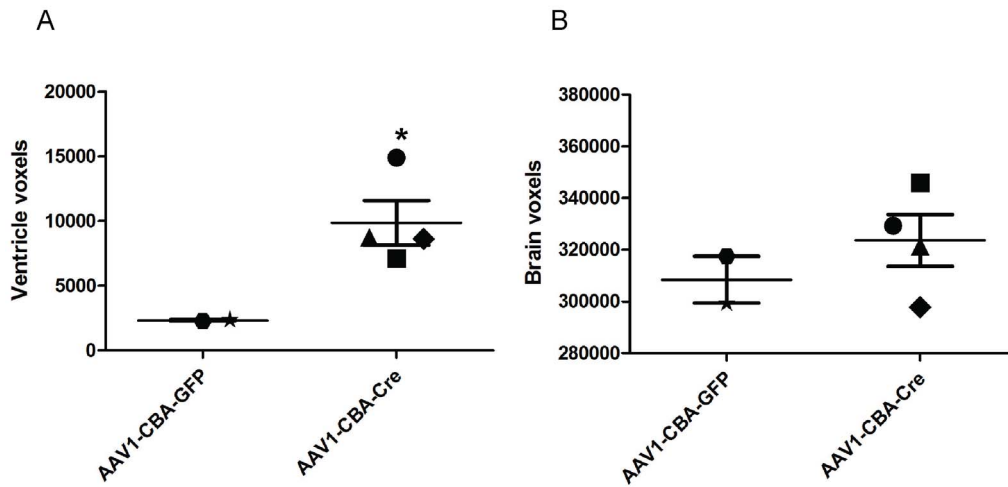 A
B
Ventricle voxels
20000
15000
10000
5000
0
*
AAV1-CBA-GFP
AAV1-CBA-Cre
Brain voxels
380000
360000
340000
320000
300000
280000
AAV1-CBA-GFP
AAV1-CBA-Cre